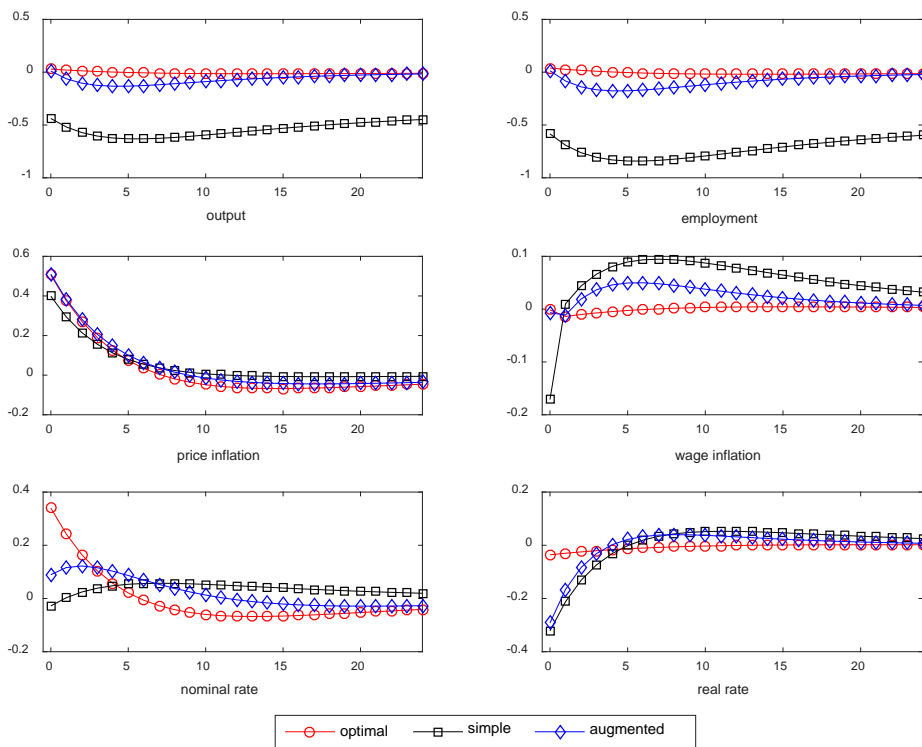 0.5
0
-0.5
-1
0 5 10 15 20
output
0.5
0
-0.5
-1
0 5 10 15 20
employment
0.6
0.4
0.2
0
-0.2
0 5 10 15 20
price inflation
0.1
0
-0.1
-0.2
0 5 10 15 20
wage inflation
0.4
0.2
0
-0.2
0 5 10 15 20
nominal rate
0.2
0
-0.2
-0.4
0 5 10 15 20
real rate
optimal simple augmented